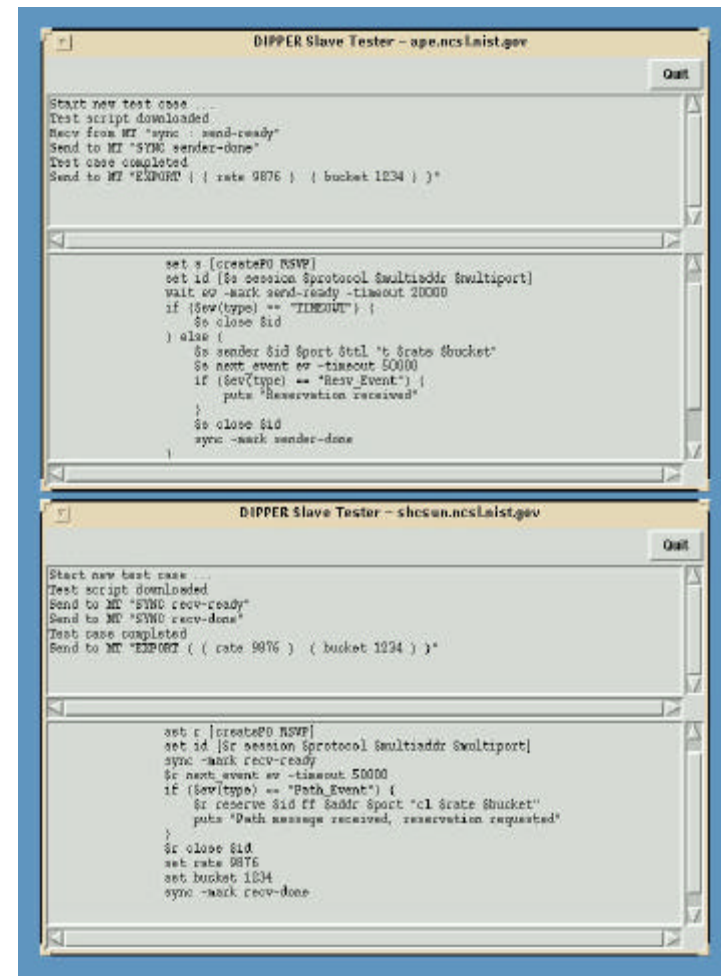 DIPPER Slave Tester – ape.ncsl.nist.gov
Quit
Start new test case ...
Test script downloaded
Recv from MT "sync : send-ready"
Send to MT "SYNC sender-done"
Test case completed
Send to MT "EXPORT { { rate 9876 } { bucket 1234 } }"
set s [createPO RSVP]
set id [$s session $protocol $multiaddr $multiport]
wait ev -mark send-ready -timeout 20000
if {$ev(type) == "TIMEOUT"} {
$s close $id
} else {
$s sender $id $port $ttl "t $rate $bucket"
$s next_event ev -timeout 50000
if {$ev(type) == "Resv_Event"} {
puts "Reservation received"
}
$s close $id
sync -mark sender-done
}
DIPPER Slave Tester – shcsun.ncsl.nist.gov
Quit
Start new test case ...
Test script downloaded
Send to MT "SYNC recv-ready"
Send to MT "SYNC recv-done"
Test case completed
Send to MT "EXPORT { { rate 9876 } { bucket 1234 } }"
set r [createPO RSVP]
set id [$r session $protocol $multiaddr $multiport]
sync -mark recv-ready
$r next_event ev -timeout 50000
if {$ev(type) == "Path_Event"} {
$r reserve $id ff $addr $port "cl $rate $bucket"
puts "Path message received, reservation requested"
}
$r close $id
set rate 9876
set bucket 1234
sync -mark recv-done